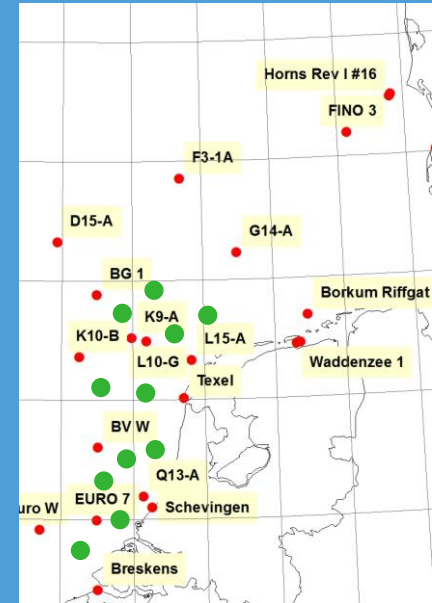 Horns Rev I #16
FINO 3
F3-1A
D15-A
G14-A
BG 1
Borkum Riffgat
K9-A
K10-B
L15-A
L10-G
Waddenzee 1
Texel
BV W
Q13-A
EURO 7
Schevingen
uro W
Breskens